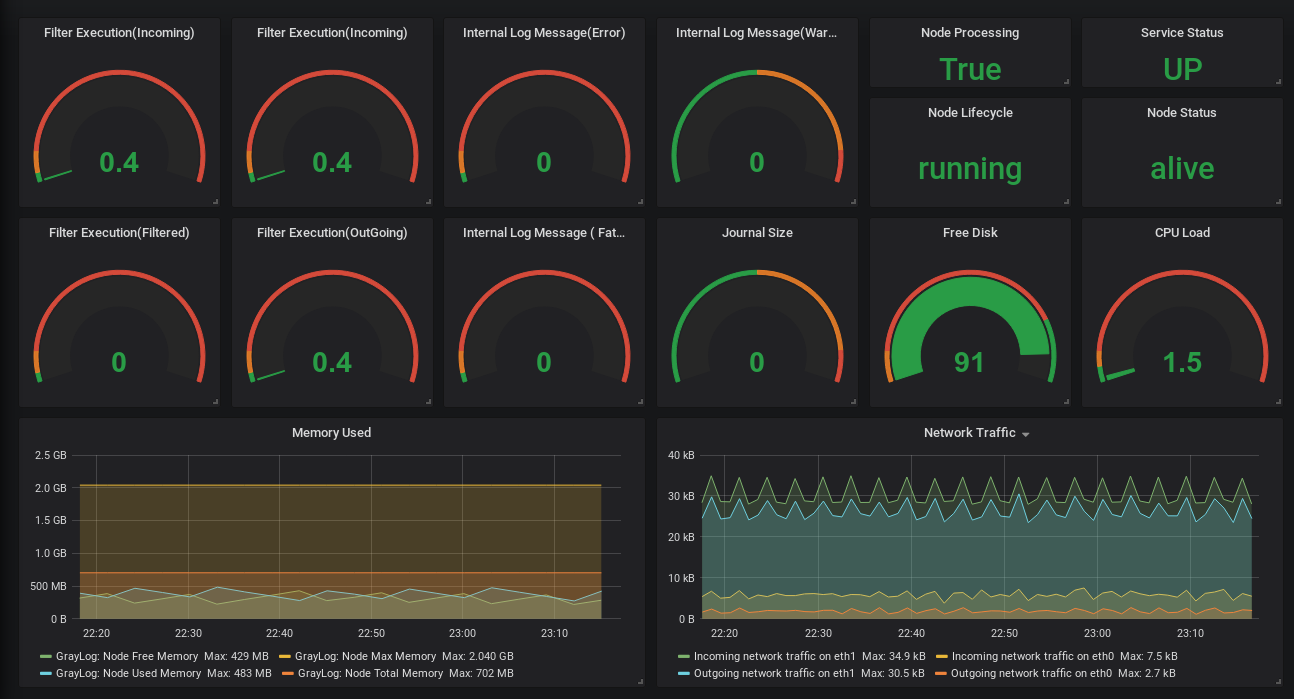 Filter Execution(Incoming)
0.4
Filter Execution(Incoming)
0.4
Internal Log Message(Error)
0
Internal Log Message(War...
0
Node Processing
True
Service Status
UP
Node Lifecycle
running
Node Status
alive
Filter Execution(Filtered)
0
Filter Execution(OutGoing)
0.4
Internal Log Message ( Fat...
0
Journal Size
0
Free Disk
91
CPU Load
1.5
Memory Used
2.5 GB
2.0 GB
1.5 GB
1.0 GB
500 MB
0 B
22:20 22:30 22:40 22:50 23:00 23:10
GrayLog: Node Free Memory Max: 429 MB GrayLog: Node Max Memory Max: 2.040 GB
GrayLog: Node Used Memory Max: 483 MB GrayLog: Node Total Memory Max: 702 MB
Network Traffic
40 kB
30 kB
20 kB
10 kB
0 B
22:20 22:30 22:40 22:50 23:00 23:10
Incoming network traffic on eth1 Max: 34.9 kB Incoming network traffic on eth0 Max: 7.5 kB
Outgoing network traffic on eth1 Max: 30.5 kB Outgoing network traffic on eth0 Max: 2.7 kB